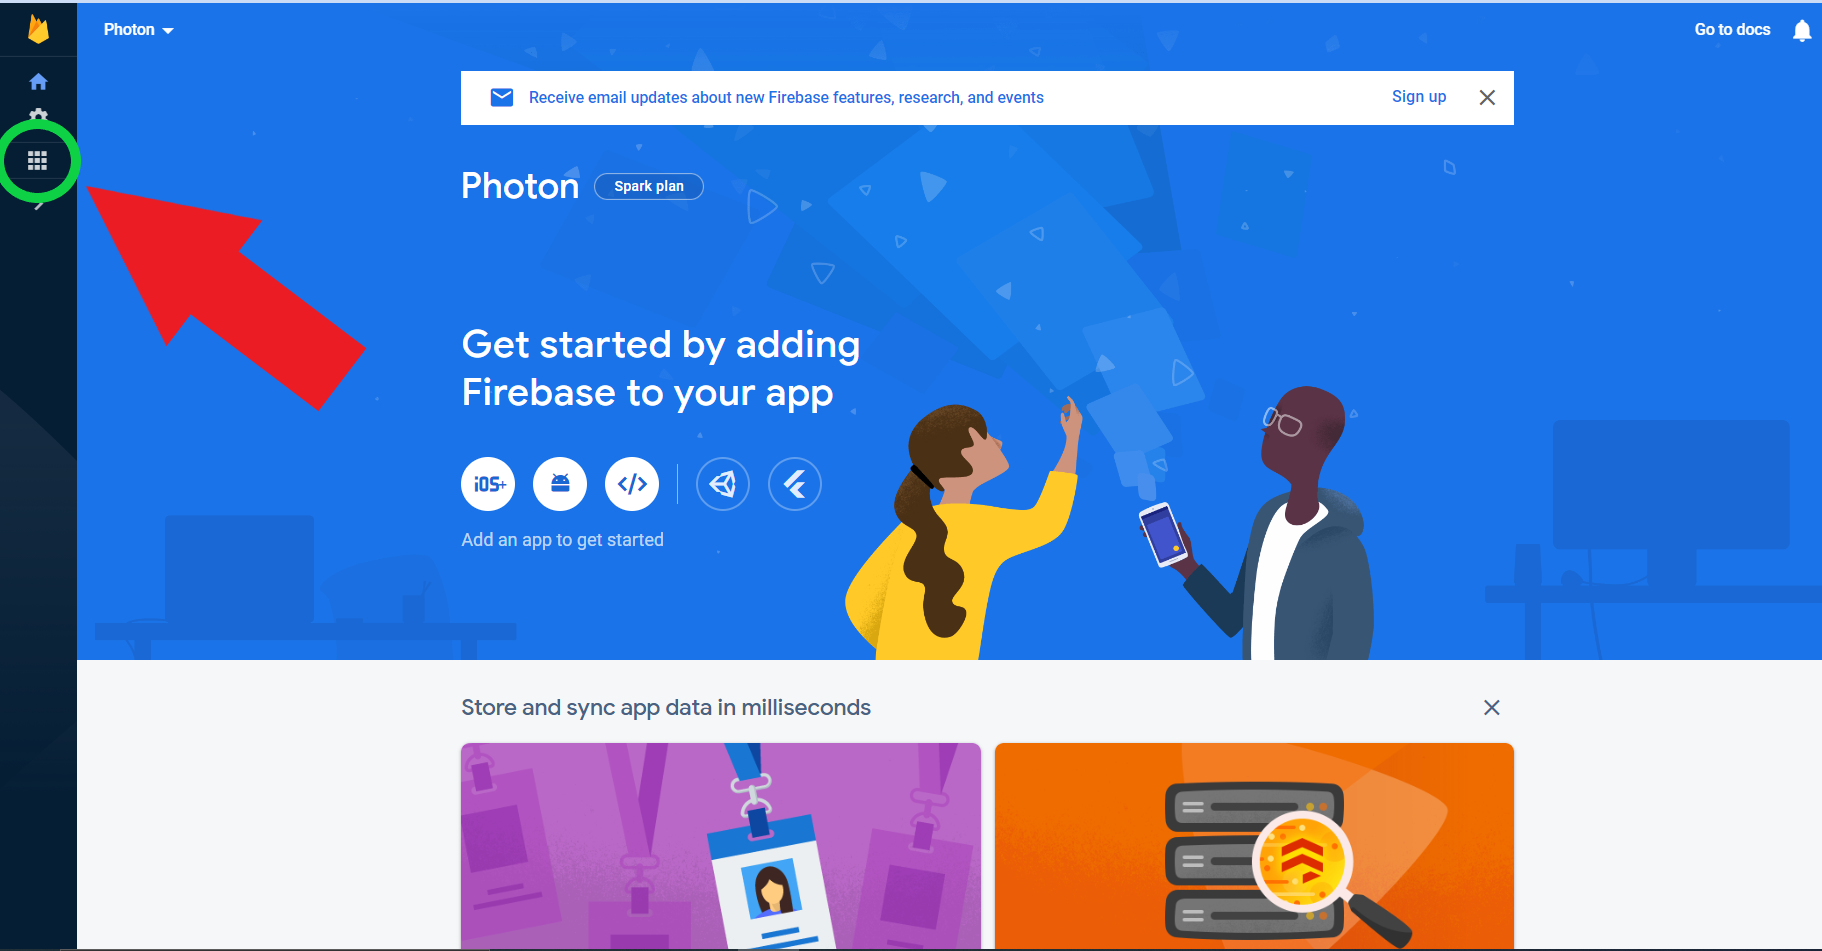 Photon
Go to docs
Receive email updates about new Firebase features, research, and events
Sign up
Photon
Spark plan
Get started by adding
Firebase to your app
iOS+
</>
Add an app to get started
Store and sync app data in milliseconds